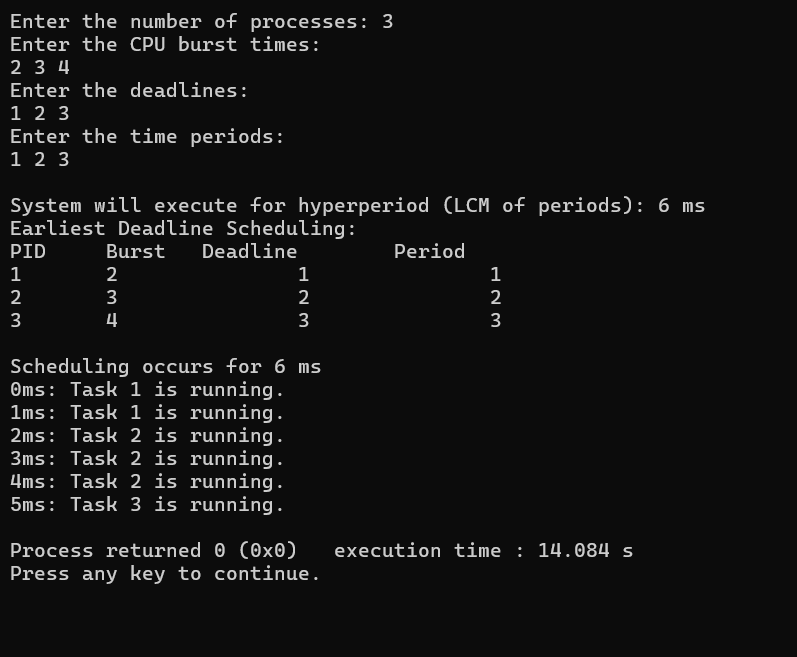 Enter the number of processes: 3
Enter the CPU burst times:
2 3 4
Enter the deadlines:
1 2 3
Enter the time periods:
1 2 3

System will execute for hyperperiod (LCM of periods): 6 ms
Earliest Deadline Scheduling:
PID     Burst   Deadline        Period
1       2               1               1
2       3               2               2
3       4               3               3

Scheduling occurs for 6 ms
0ms: Task 1 is running.
1ms: Task 1 is running.
2ms: Task 2 is running.
3ms: Task 2 is running.
4ms: Task 2 is running.
5ms: Task 3 is running.

Process returned 0 (0x0)   execution time : 14.084 s
Press any key to continue.